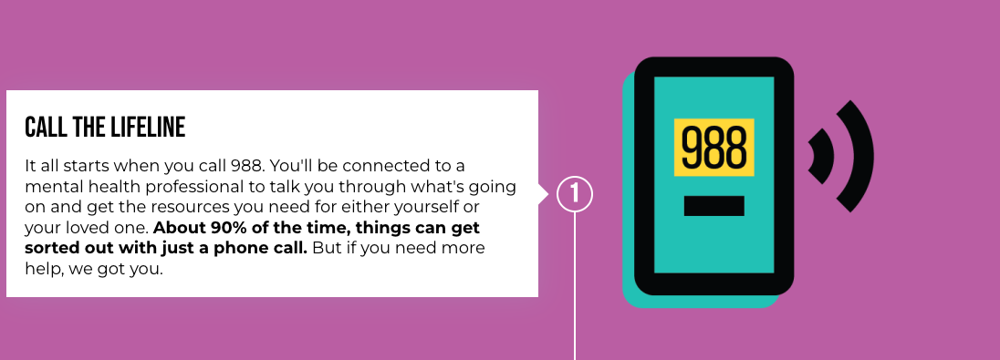 CALL THE LIFELINE
It all starts when you call 988. You'll be connected to a
mental health professional to talk you through what's going
on and get the resources you need for either yourself or
your loved one. About 90% of the time, things can get
sorted out with just a phone call. But if you need more
help, we got you.
1
988